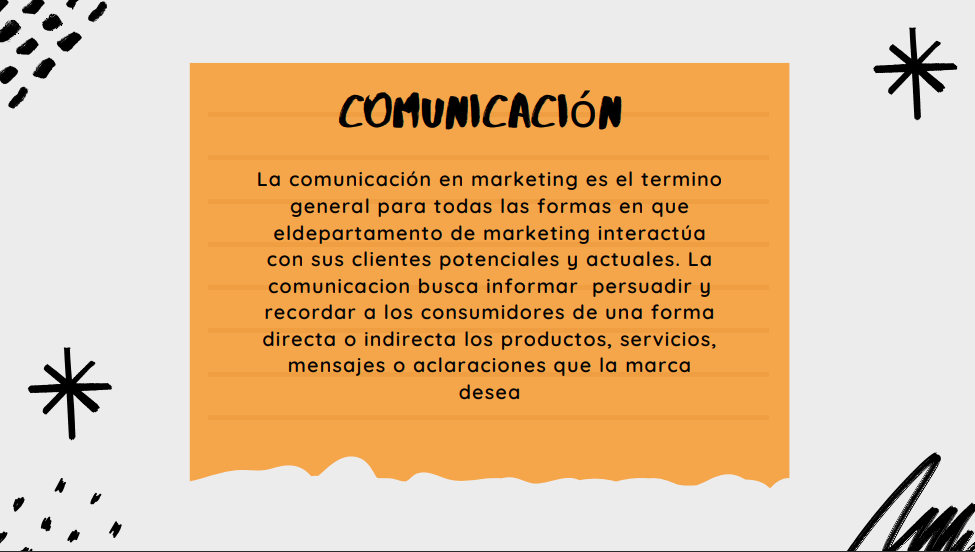 COMUNICACIÓN
La comunicación en marketing es el termino
general para todas las formas en que
eldepartamento de marketing interactúa
con sus clientes potenciales y actuales. La
comunicacion busca informar  persuadir y
recordar a los consumidores de una forma
directa o indirecta los productos, servicios,
mensajes o aclaraciones que la marca
desea